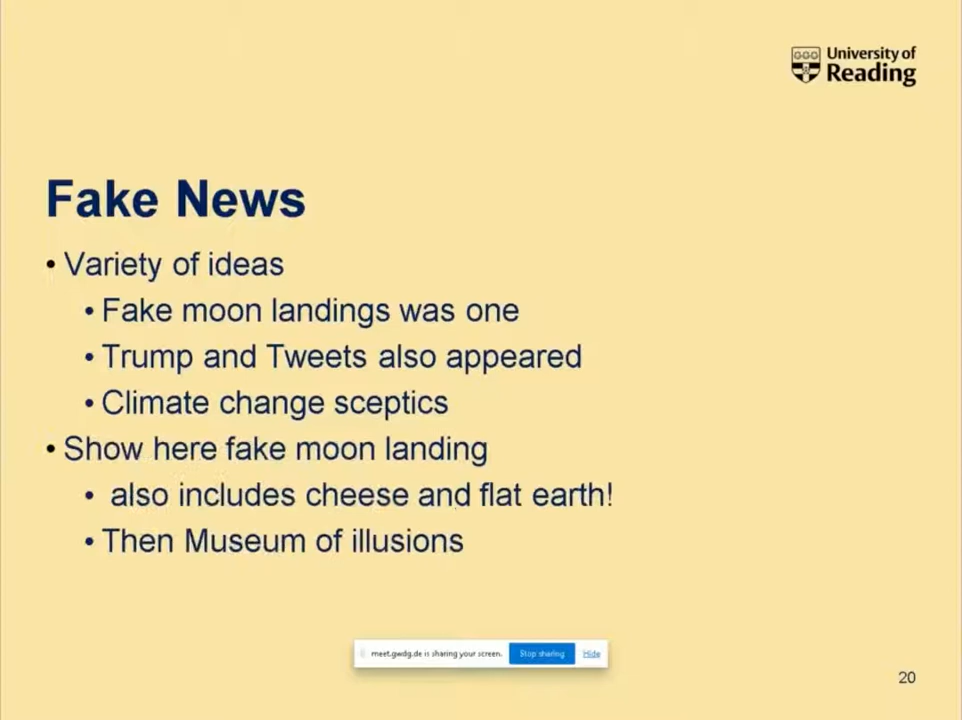 University of
Reading
Fake News
• Variety of ideas
• Fake moon landings was one
• Trump and Tweets also appeared
• Climate change sceptics
• Show here fake moon landing
• also includes cheese and flat earth!
• Then Museum of illusions
meet.gwdg.de is sharing your screen. Stop sharing Hide
20